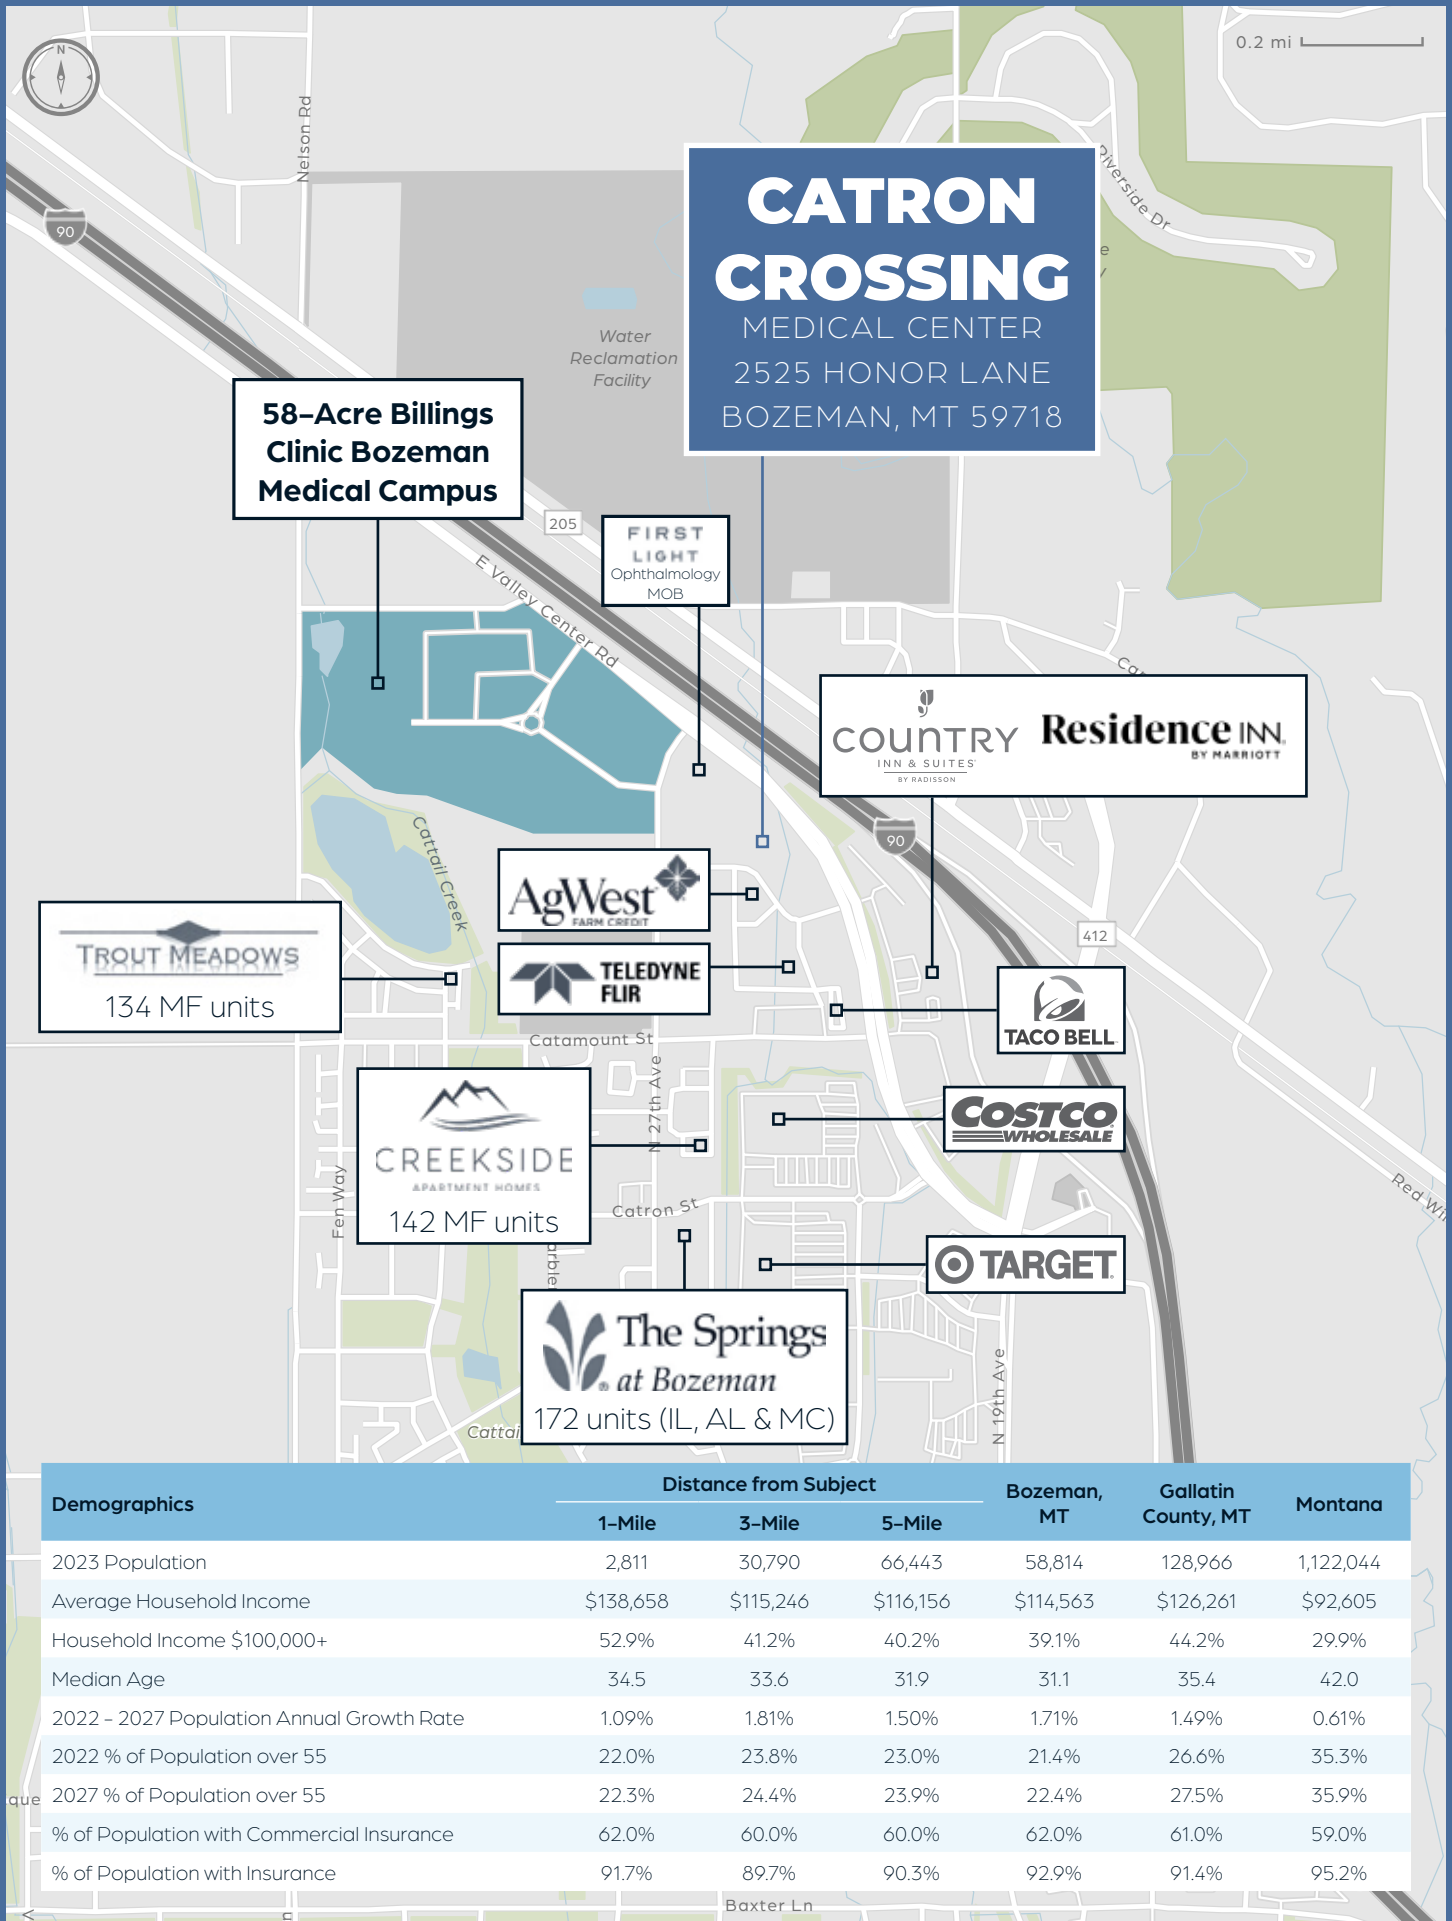 N
0.2 mi
Nelson Rd
90
Riverside Dr
CATRON
CROSSING
MEDICAL CENTER
2525 HONOR LANE
BOZEMAN, MT 59718
Water
Reclamation
Facility
58-Acre Billings
Clinic Bozeman
Medical Campus
205
FIRST
LIGHT
Ophthalmology
MOB
E Valley Center Rd
COUNTRY
INN & SUITES
BY RADISSON
Residence INN.
BY MARRIOTT
90
Cattail Creek
AgWest
FARM CREDIT
412
TROUT MEADOWS
134 MF units
TELEDYNE
FLIR
TACO BELL
Catamount St
N 27th Ave
CREEKSIDE
APARTMENT HOMES
142 MF units
COSTCO
WHOLESALE
Fen Way
Catron St
Red Wi
TARGET
The Springs
at Bozeman
172 units (IL, AL & MC)
N 19th Ave
Cattai
Demographics Distance from Subject Bozeman, MT Gallatin County, MT Montana
1-Mile 3-Mile 5-Mile
2023 Population 2,811 30,790 66,443 58,814 128,966 1,122,044
Average Household Income $138,658 $115,246 $116,156 $114,563 $126,261 $92,605
Household Income $100,000+ 52.9% 41.2% 40.2% 39.1% 44.2% 29.9%
Median Age 34.5 33.6 31.9 31.1 35.4 42.0
2022 - 2027 Population Annual Growth Rate 1.09% 1.81% 1.50% 1.71% 1.49% 0.61%
2022 % of Population over 55 22.0% 23.8% 23.0% 21.4% 26.6% 35.3%
2027 % of Population over 55 22.3% 24.4% 23.9% 22.4% 27.5% 35.9%
% of Population with Commercial Insurance 62.0% 60.0% 60.0% 62.0% 61.0% 59.0%
% of Population with Insurance 91.7% 89.7% 90.3% 92.9% 91.4% 95.2%
Baxter Ln